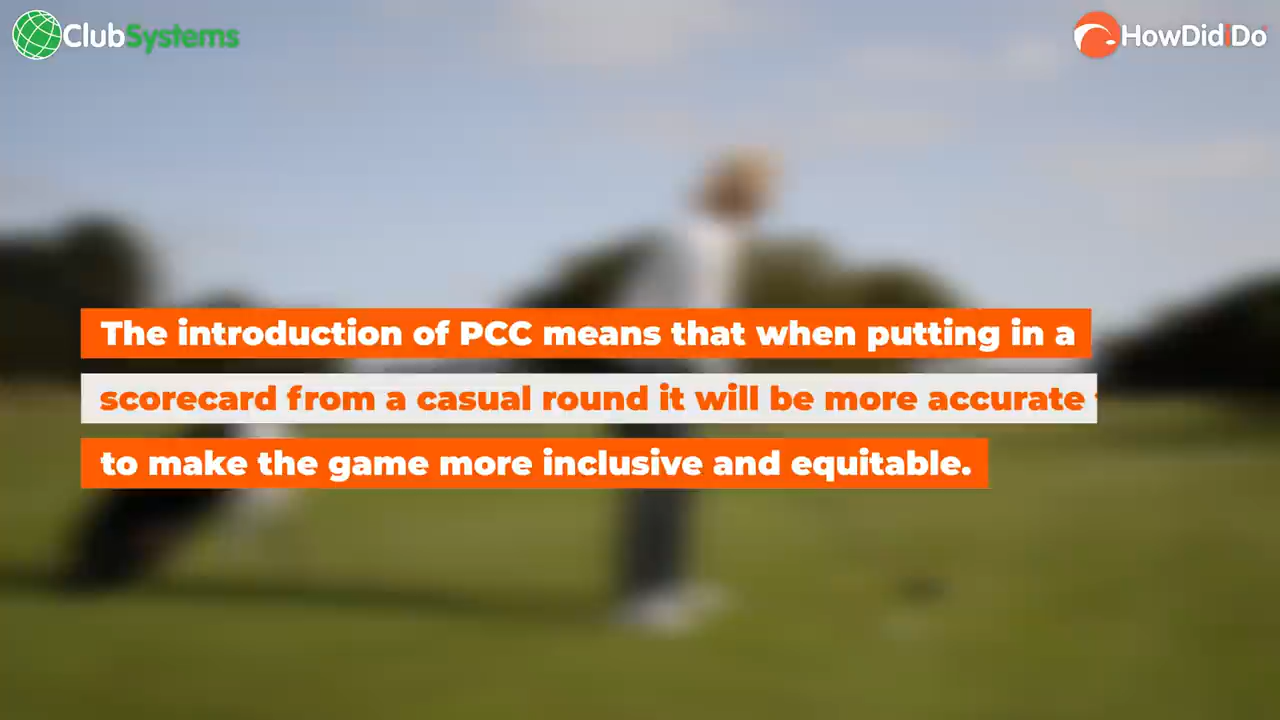 ClubSystems
HowDidiDo
The introduction of PCC means that when putting in a
scorecard from a casual round it will be more accurate
to make the game more inclusive and equitable.